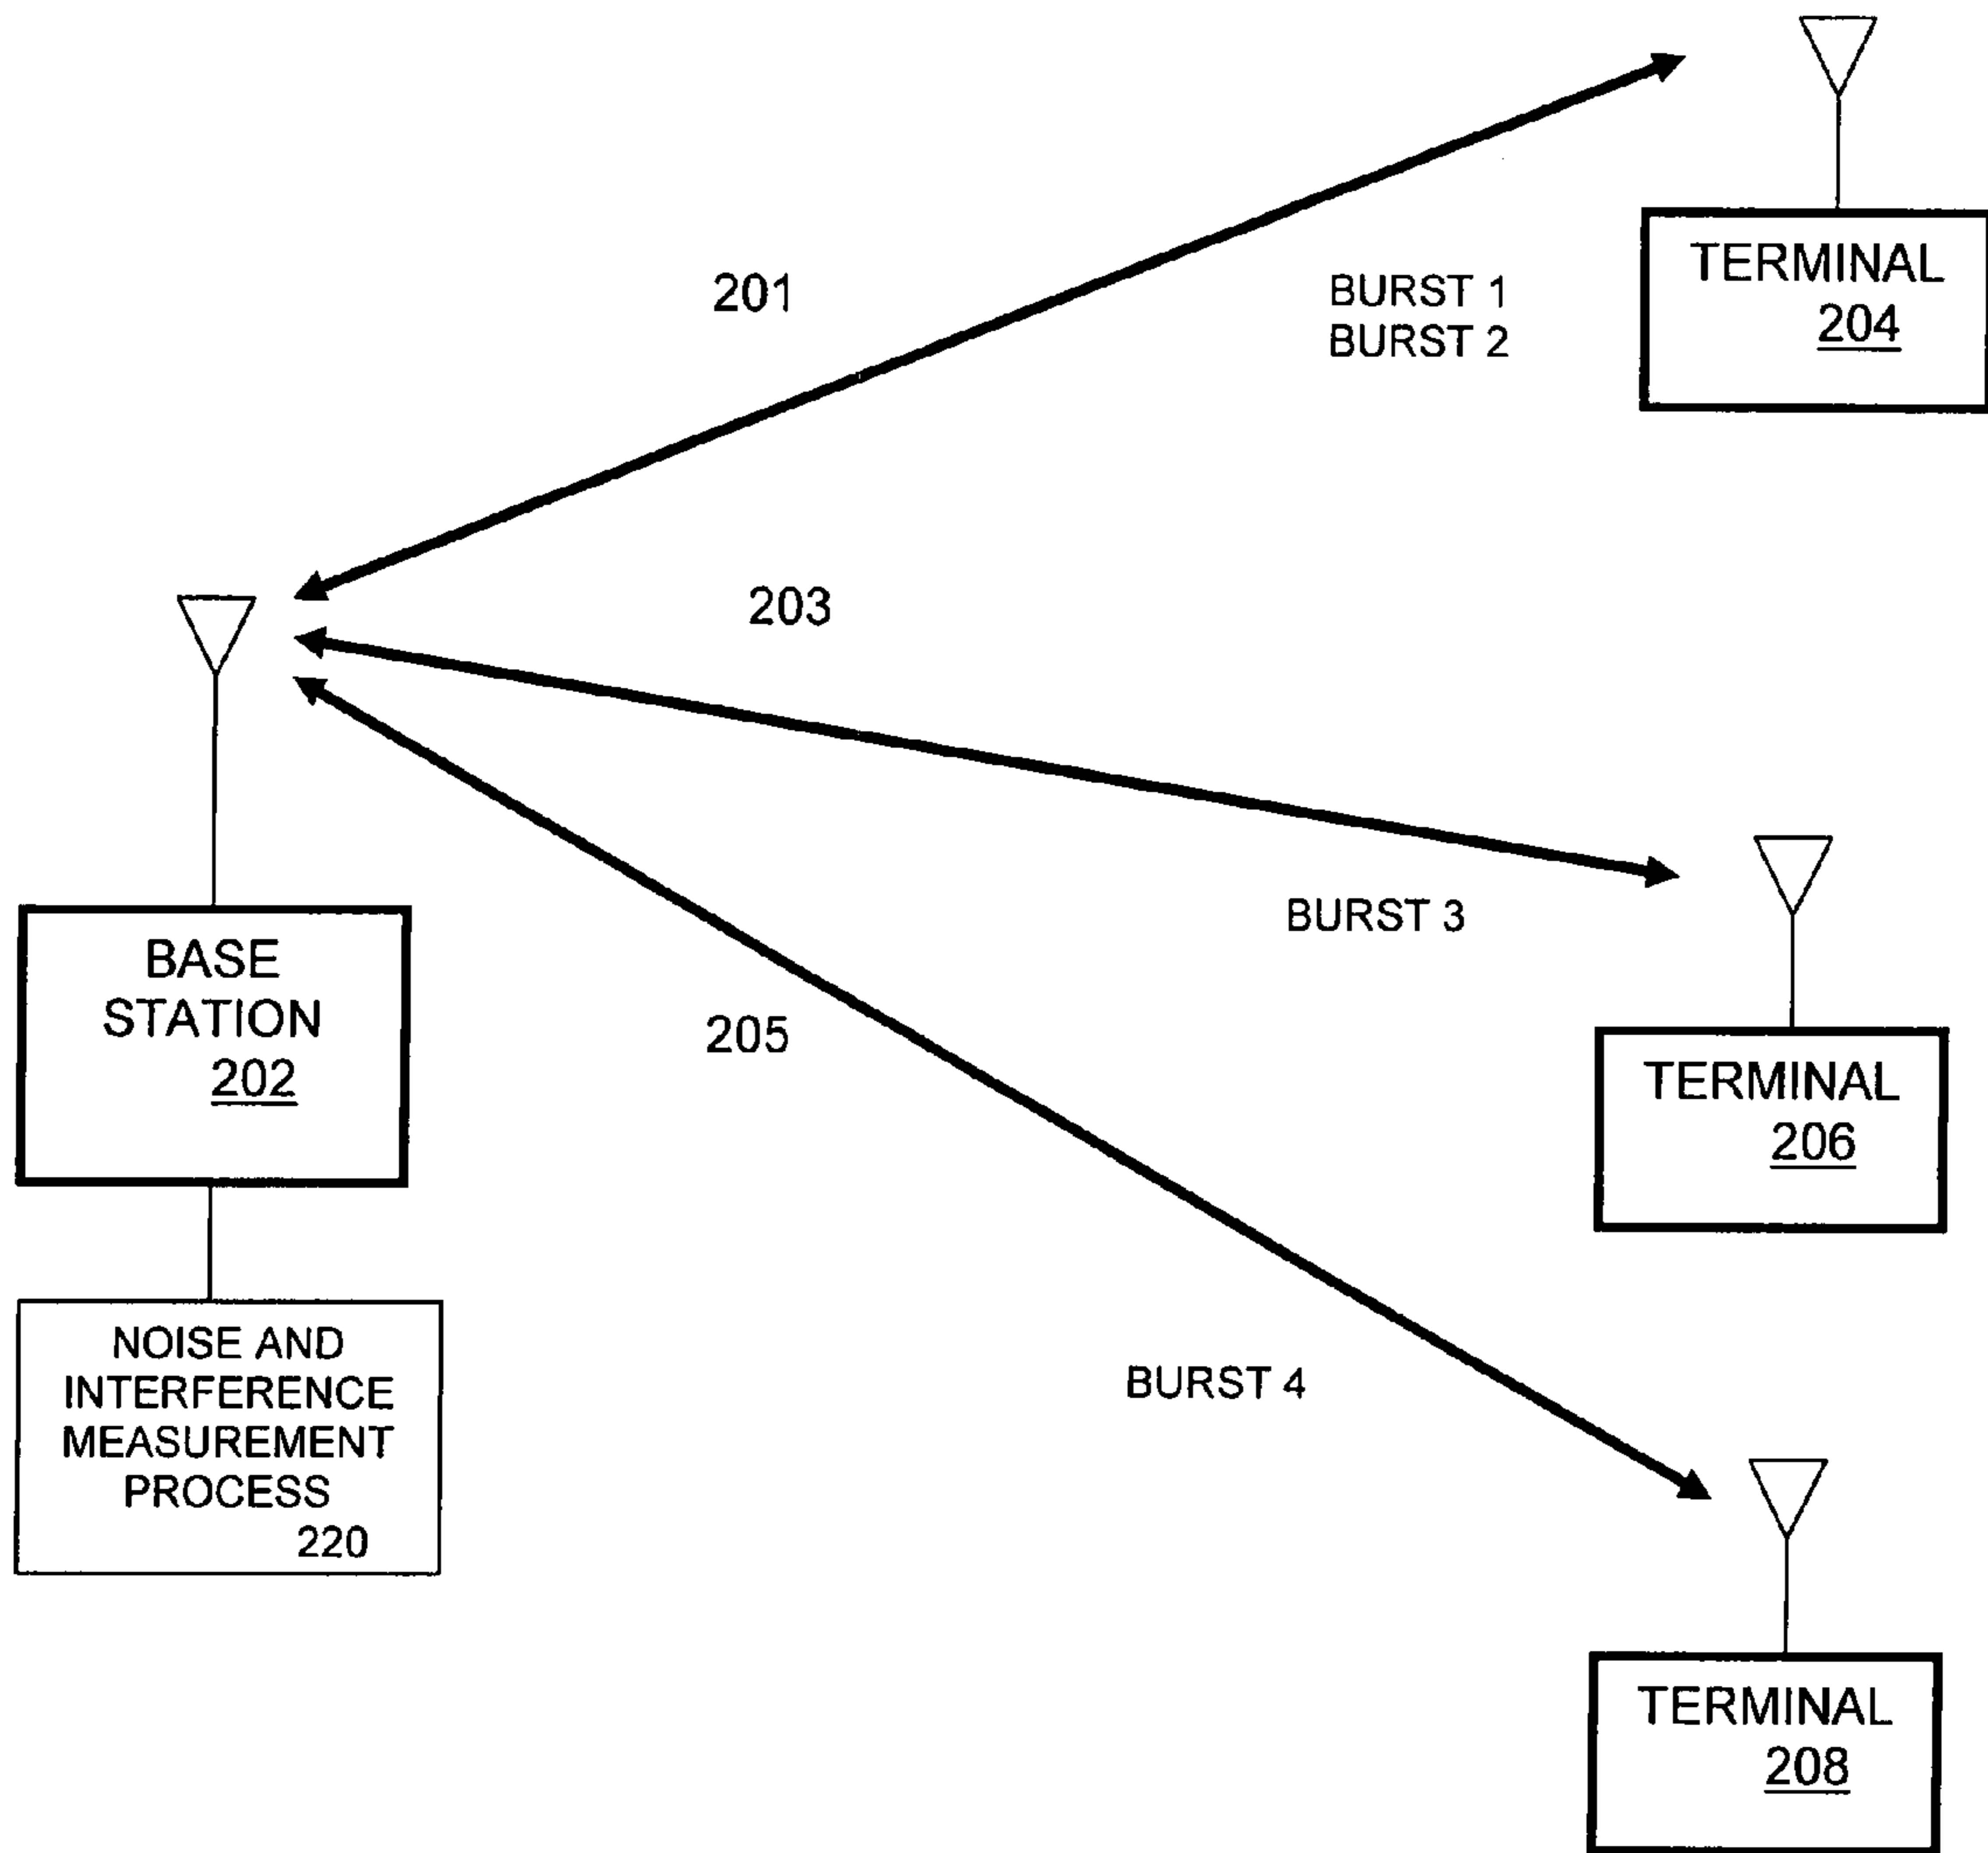 201
BURST 1
BURST 2
TERMINAL
204
203
BURST 3
BASE
STATION
202
205
TERMINAL
206
NOISE AND
INTERFERENCE
MEASUREMENT
PROCESS
220
BURST 4
TERMINAL
208